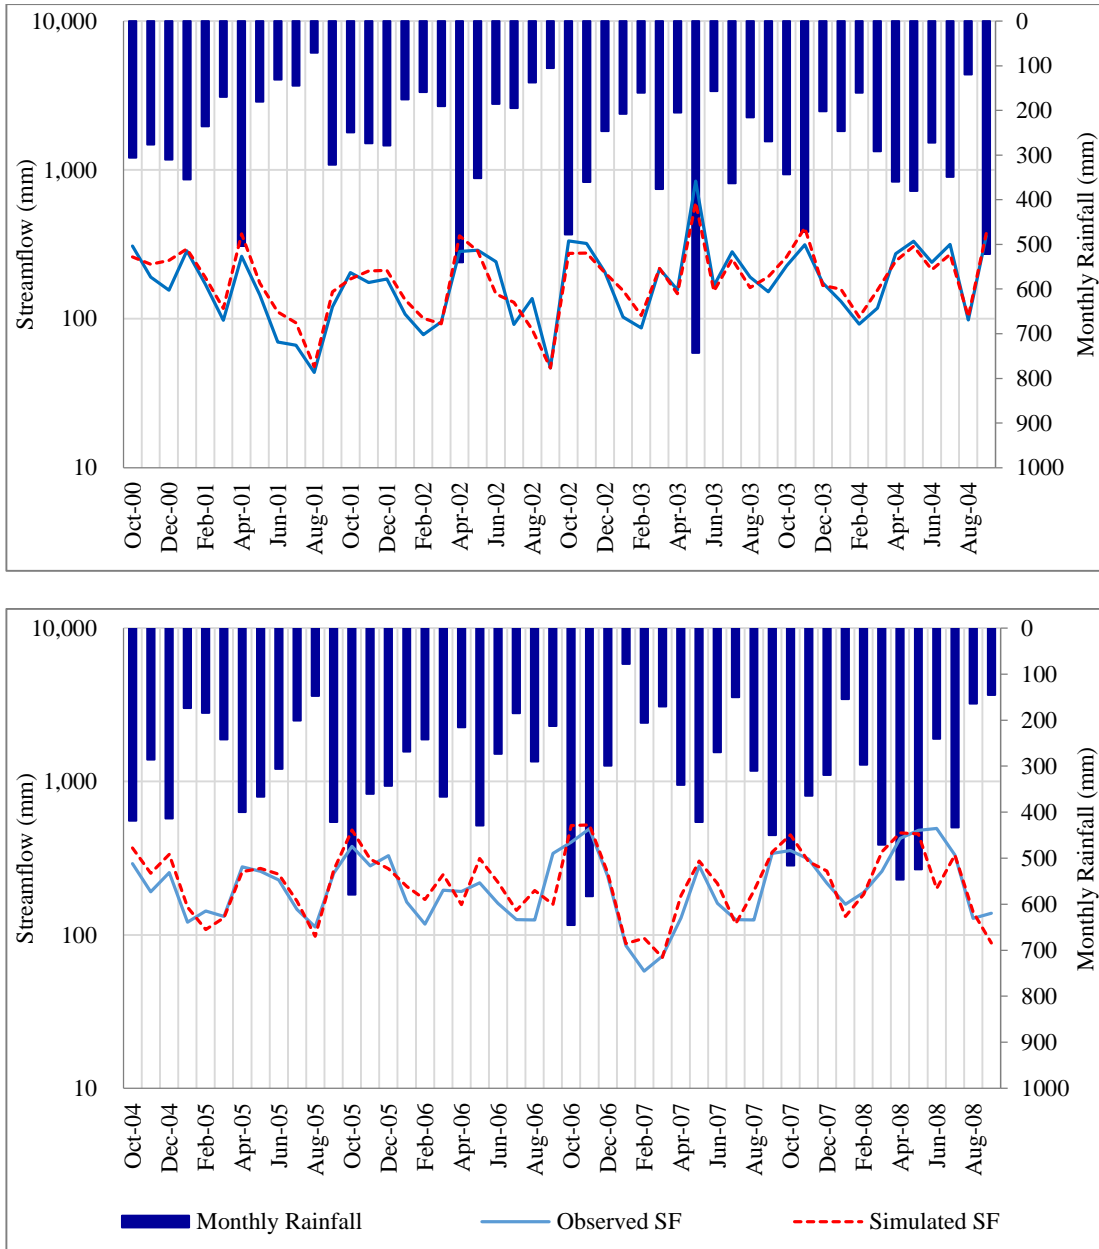 10,000
1,000
100
10
Streamflow (mm)
0
100
200
300
400
500
600
700
800
900
1000
Monthly Rainfall (mm)
Oct-00
Dec-00
Feb-01
Apr-01
Jun-01
Aug-01
Oct-01
Dec-01
Feb-02
Apr-02
Jun-02
Aug-02
Oct-02
Dec-02
Feb-03
Apr-03
Jun-03
Aug-03
Oct-03
Dec-03
Feb-04
Apr-04
Jun-04
Aug-04
10,000
1,000
100
10
Streamflow (mm)
0
100
200
300
400
500
600
700
800
900
1000
Monthly Rainfall (mm)
Oct-04
Dec-04
Feb-05
Apr-05
Jun-05
Aug-05
Oct-05
Dec-05
Feb-06
Apr-06
Jun-06
Aug-06
Oct-06
Dec-06
Feb-07
Apr-07
Jun-07
Aug-07
Oct-07
Dec-07
Feb-08
Apr-08
Jun-08
Aug-08
Monthly Rainfall
Observed SF
Simulated SF